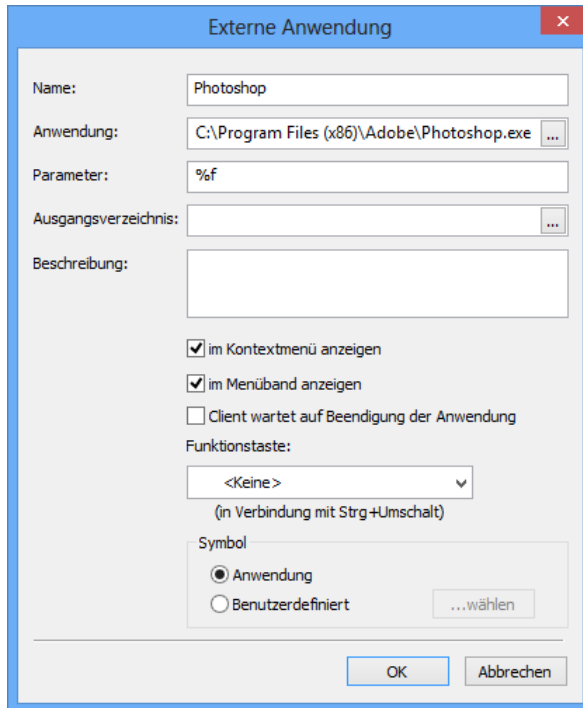 Externe Anwendung
Name: Photoshop
Anwendung: C:\Program Files (x86)\Adobe\Photoshop.exe ...
Parameter: %f
Ausgangsverzeichnis: ...
Beschreibung:
im Kontextmenü anzeigen
im Menüband anzeigen
Client wartet auf Beendigung der Anwendung
Funktionstaste:
<Keine>
(in Verbindung mit Strg+Umschalt)
Symbol
Anwendung
Benutzerdefiniert ...wählen
OK Abbrechen